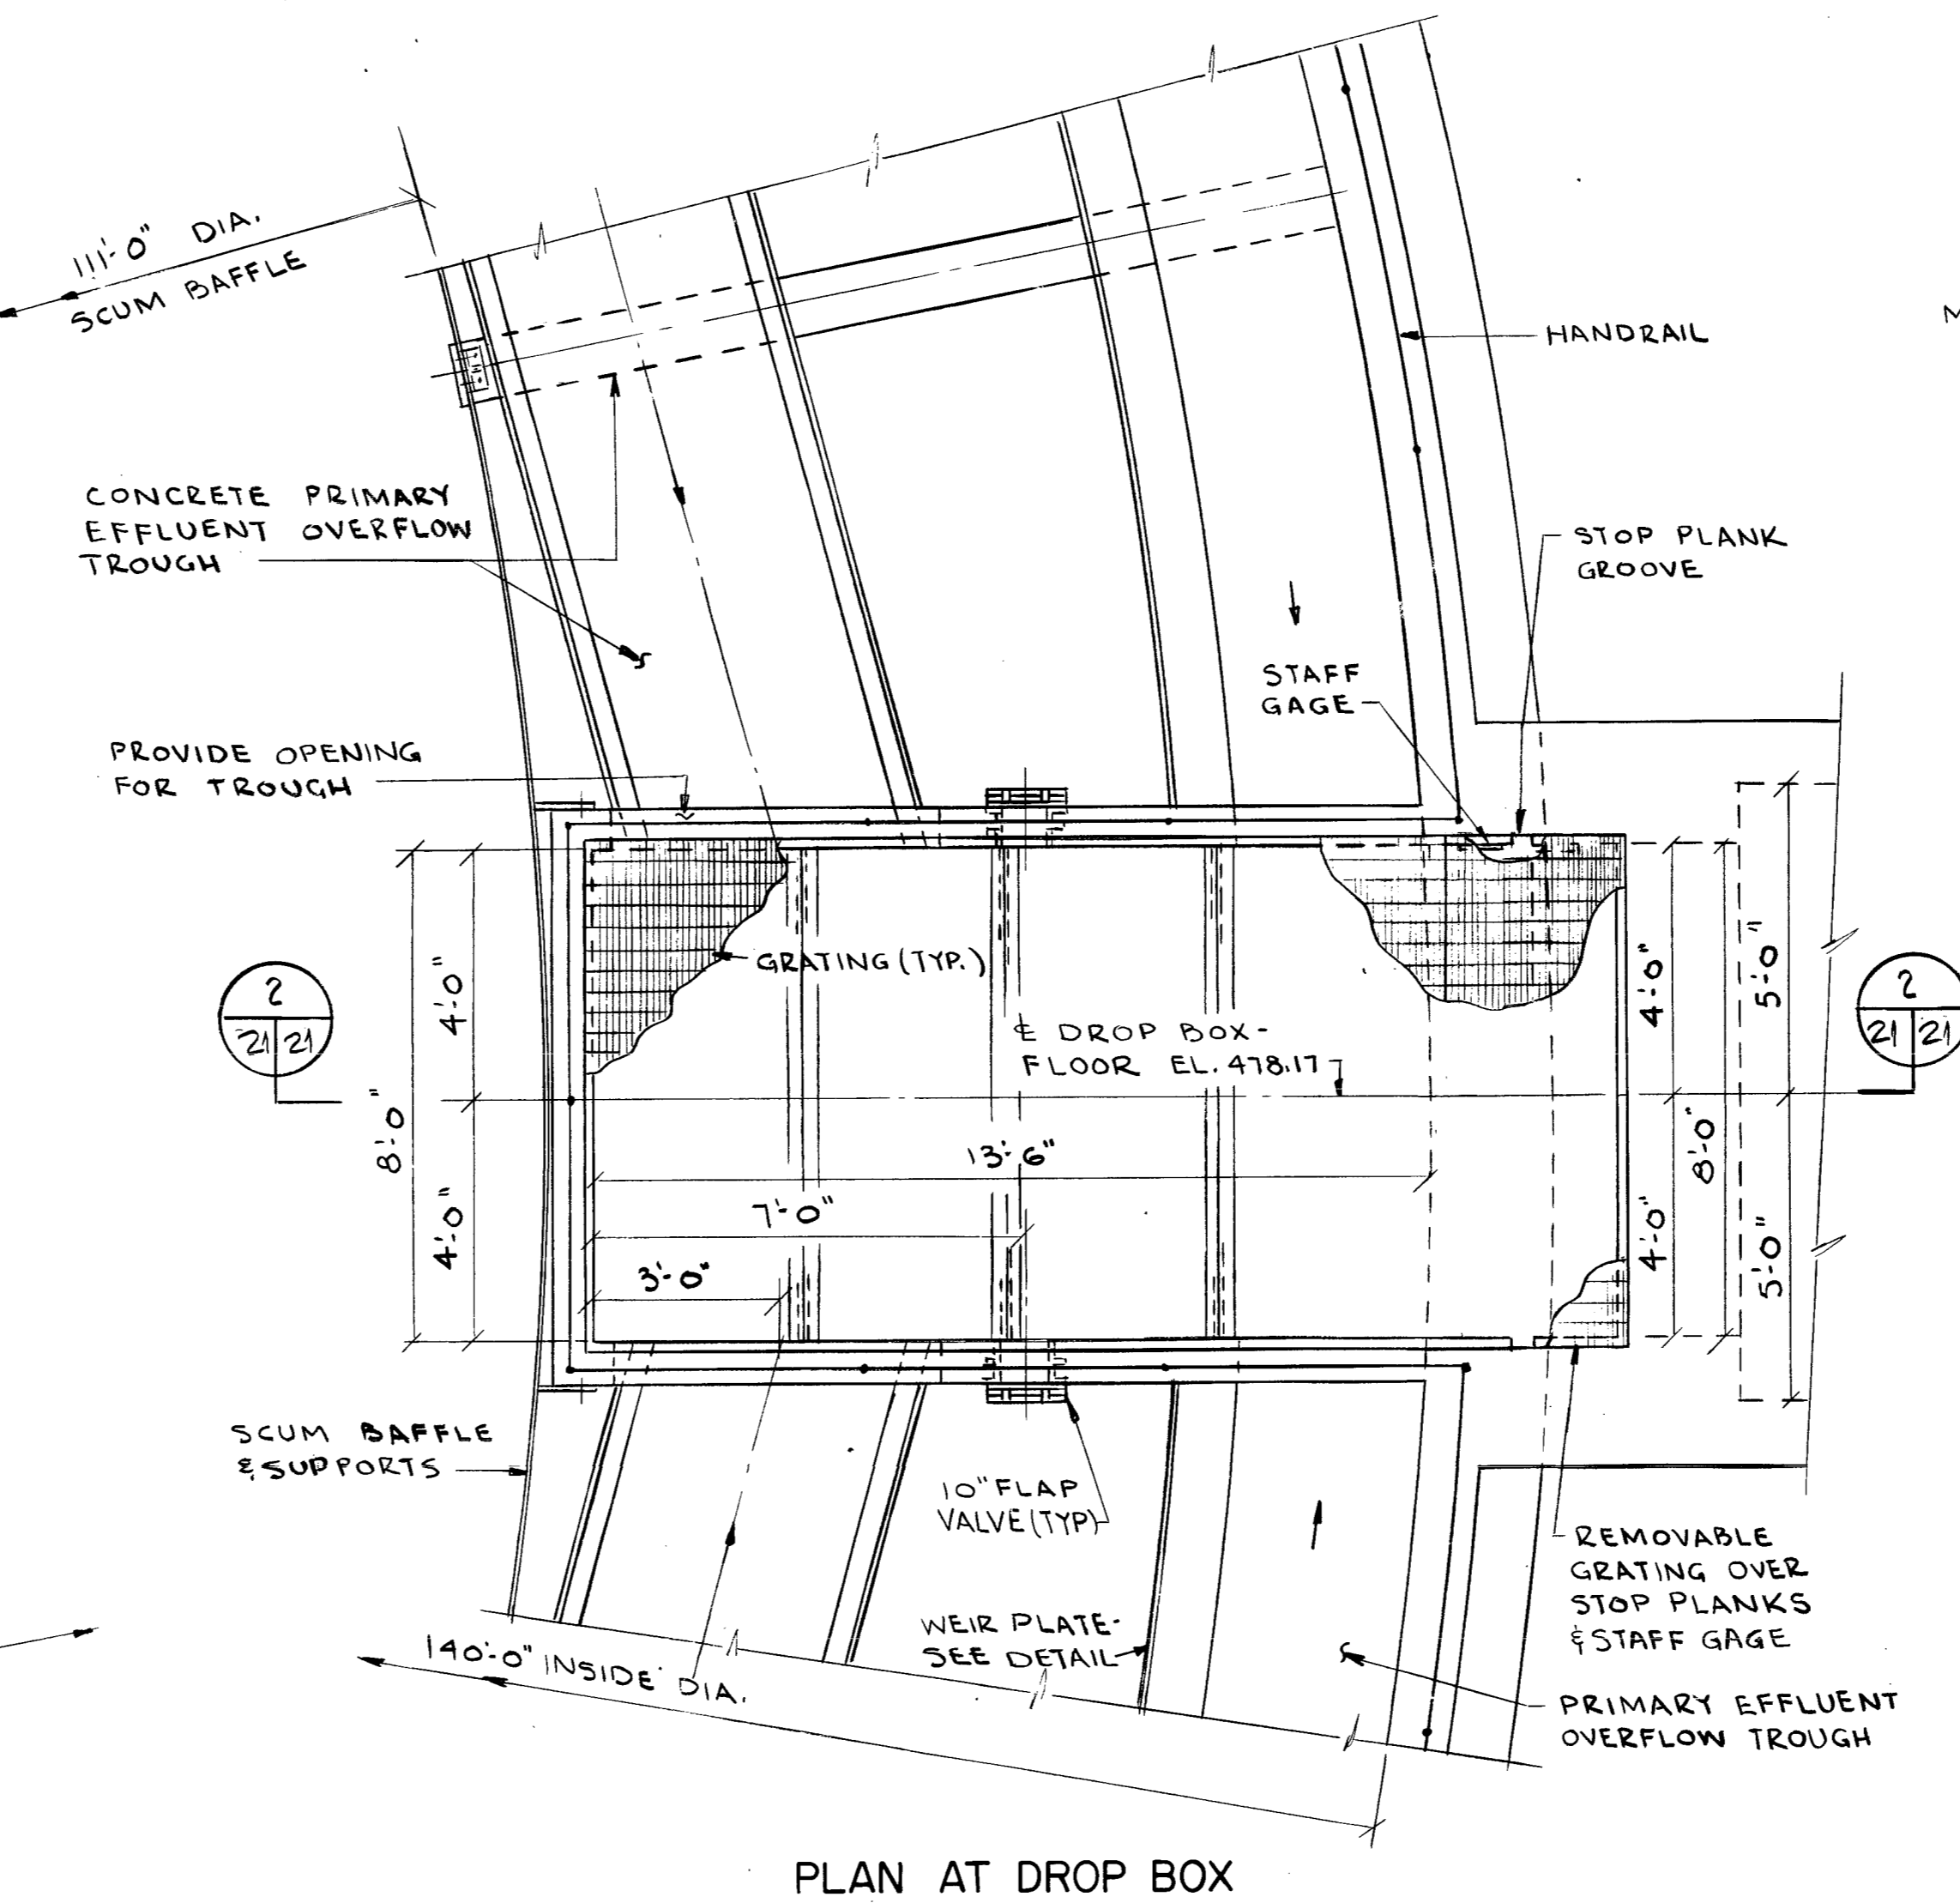 111'-0" DIA.
SCUM BAFFLE
HANDRAIL
CONCRETE PRIMARY
EFFLUENT OVERFLOW
TROUGH
STOP PLANK
GROOVE
STAFF
GAGE
PROVIDE OPENING
FOR TROUGH
GRATING (TYP.)
2
21 21
4'-0"
8'-0"
4'-0"
℄ DROP BOX-
FLOOR EL. 478.17
4'-0"
5'-0"
2
21 21
8'-0"
4'-0"
5'-0"
13'-6"
7'-0"
3'-0"
SCUM BAFFLE
& SUPPORTS
10" FLAP
VALVE (TYP)
REMOVABLE
GRATING OVER
STOP PLANKS
& STAFF GAGE
WEIR PLATE-
SEE DETAIL
140'-0" INSIDE DIA.
PRIMARY EFFLUENT
OVERFLOW TROUGH
PLAN AT DROP BOX